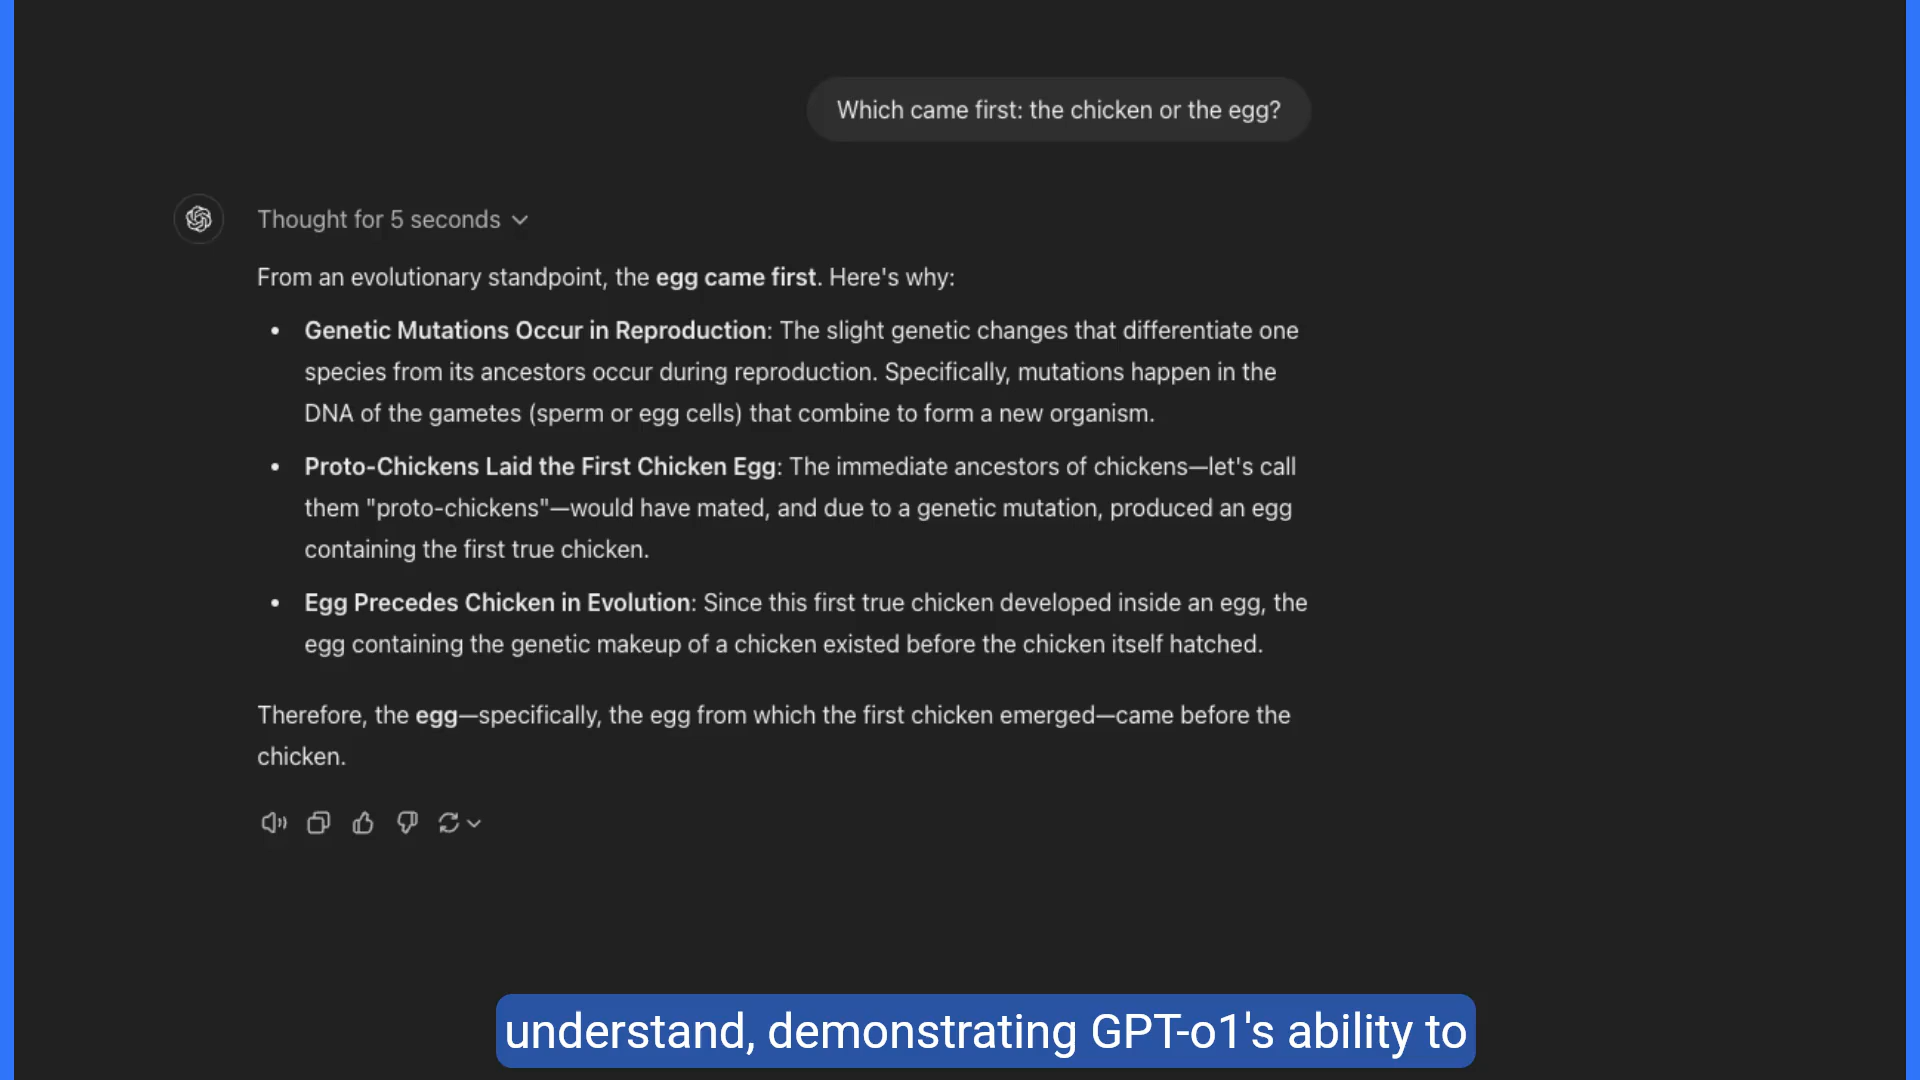 Which came first: the chicken or the egg?
Thought for 5 seconds
From an evolutionary standpoint, the egg came first. Here's why:
• Genetic Mutations Occur in Reproduction: The slight genetic changes that differentiate one
species from its ancestors occur during reproduction. Specifically, mutations happen in the
DNA of the gametes (sperm or egg cells) that combine to form a new organism.
• Proto-Chickens Laid the First Chicken Egg: The immediate ancestors of chickens—let's call
them "proto-chickens"—would have mated, and due to a genetic mutation, produced an egg
containing the first true chicken.
• Egg Precedes Chicken in Evolution: Since this first true chicken developed inside an egg, the
egg containing the genetic makeup of a chicken existed before the chicken itself hatched.
Therefore, the egg—specifically, the egg from which the first chicken emerged—came before the
chicken.
understand, demonstrating GPT-o1's ability to